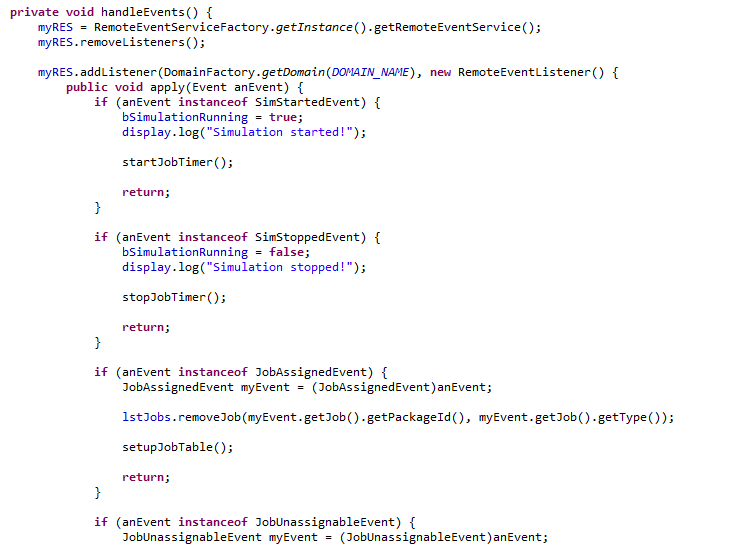 private void handleEvents() {
    myRES = RemoteEventServiceFactory.getInstance().getRemoteEventService();
    myRES.removeListeners();

    myRES.addListener(DomainFactory.getDomain(DOMAIN_NAME), new RemoteEventListener() {
        public void apply(Event anEvent) {
            if (anEvent instanceof SimStartedEvent) {
                bSimulationRunning = true;
                display.log("Simulation started!");

                startJobTimer();

                return;
            }

            if (anEvent instanceof SimStoppedEvent) {
                bSimulationRunning = false;
                display.log("Simulation stopped!");

                stopJobTimer();

                return;
            }

            if (anEvent instanceof JobAssignedEvent) {
                JobAssignedEvent myEvent = (JobAssignedEvent)anEvent;

                lstJobs.removeJob(myEvent.getJob().getPackageId(), myEvent.getJob().getType());

                setupJobTable();

                return;
            }

            if (anEvent instanceof JobUnassignableEvent) {
                JobUnassignableEvent myEvent = (JobUnassignableEvent)anEvent;